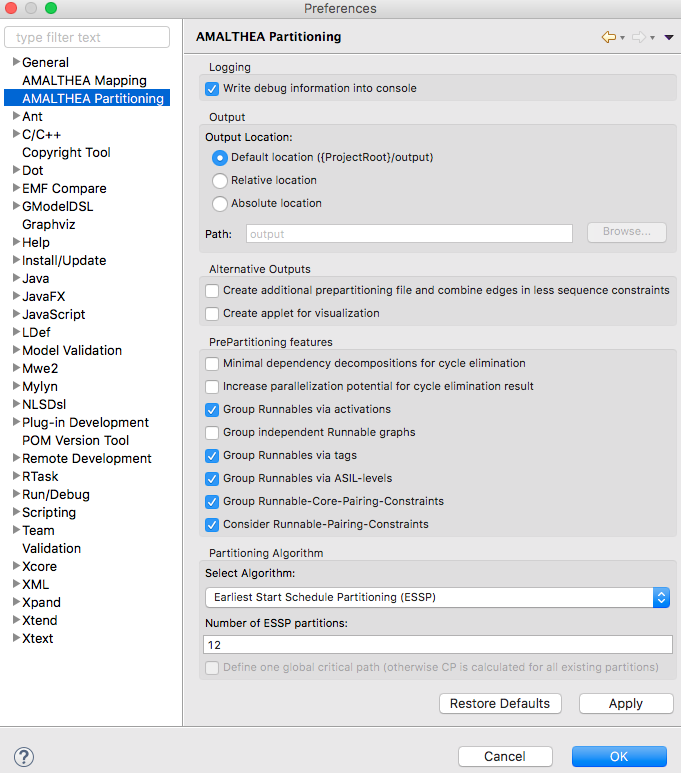 Preferences
type filter text
General
AMALTHEA Mapping
AMALTHEA Partitioning
Ant
C/C++
Copyright Tool
Dot
EMF Compare
GModelDSL
Graphviz
Help
Install/Update
Java
JavaFX
JavaScript
LDef
Model Validation
Mwe2
Mylyn
NLSDsl
Plug-in Development
POM Version Tool
Remote Development
RTask
Run/Debug
Scripting
Team
Validation
Xcore
XML
Xpand
Xtend
Xtext
AMALTHEA Partitioning
Logging
Write debug information into console
Output
Output Location:
Default location ({ProjectRoot}/output)
Relative location
Absolute location
Path: output Browse...
Alternative Outputs
Create additional prepartitioning file and combine edges in less sequence constraints
Create applet for visualization
PrePartitioning features
Minimal dependency decompositions for cycle elimination
Increase parallelization potential for cycle elimination result
Group Runnables via activations
Group independent Runnable graphs
Group Runnables via tags
Group Runnables via ASIL-levels
Group Runnable-Core-Pairing-Constraints
Consider Runnable-Pairing-Constraints
Partitioning Algorithm
Select Algorithm:
Earliest Start Schedule Partitioning (ESSP)
Number of ESSP partitions:
12
Define one global critical path (otherwise CP is calculated for all existing partitions)
Restore Defaults Apply
? Cancel OK